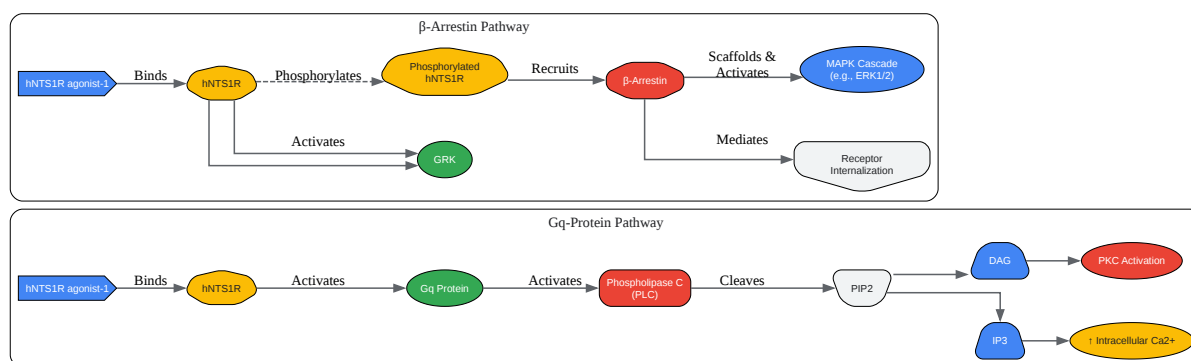 β-Arrestin Pathway
hNTS1R agonist-1
Binds
hNTS1R
Phosphorylates
Phosphorylated
hNTS1R
Recruits
β-Arrestin
Scaffolds &
Activates
MAPK Cascade
(e.g., ERK1/2)
Activates
GRK
Mediates
Receptor
Internalization
Gq-Protein Pathway
hNTS1R agonist-1
Binds
hNTS1R
Activates
Gq Protein
Activates
Phospholipase C
(PLC)
Cleaves
PIP2
DAG
PKC Activation
IP3
↑ Intracellular Ca2+